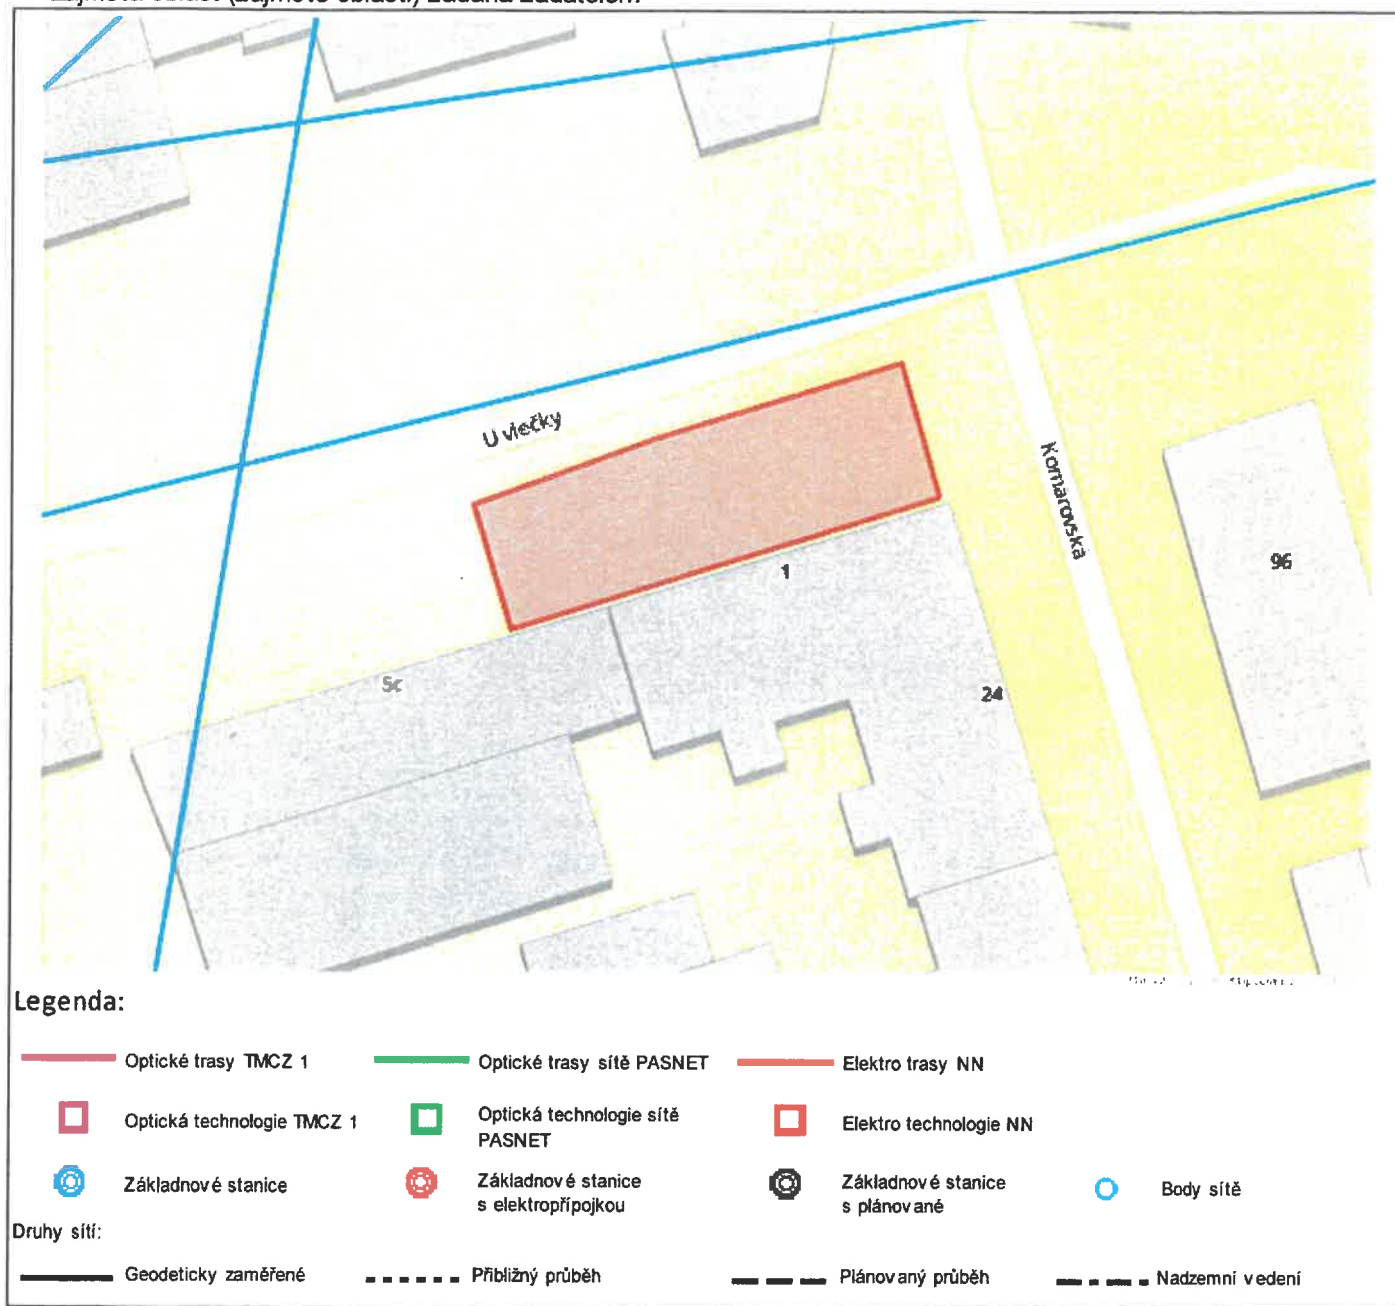 U vlečky
Komárovská
1
96
5c
24
Legenda:
Optické trasy TMCZ 1
Optické trasy sítě PASNET
Elektro trasy NN
Optická technologie TMCZ 1
Optická technologie sítě
PASNET
Elektro technologie NN
Základnové stanice
Základnové stanice
s elektropřípojkou
Základnové stanice
s plánované
Body sítě
Druhy sítí:
Geodeticky zaměřené
Přibližný průběh
Plánovaný průběh
Nadzemní vedení